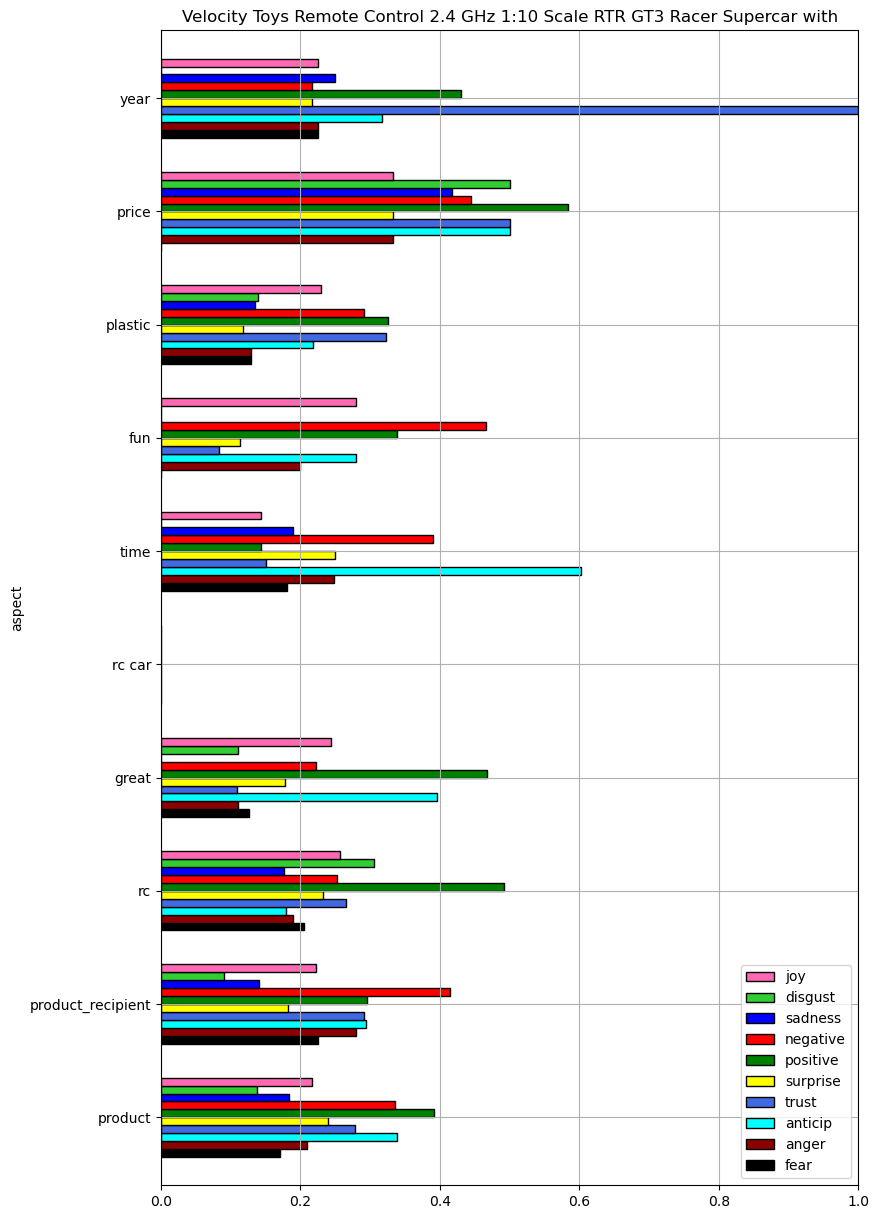 Velocity Toys Remote Control 2.4 GHz 1:10 Scale RTR GT3 Racer Supercar with
year
price
plastic
fun
time
aspect
rc car
great
rc
product_recipient
product
joy
disgust
sadness
negative
positive
surprise
trust
anticip
anger
fear
0.0 0.2 0.4 0.6 0.8 1.0